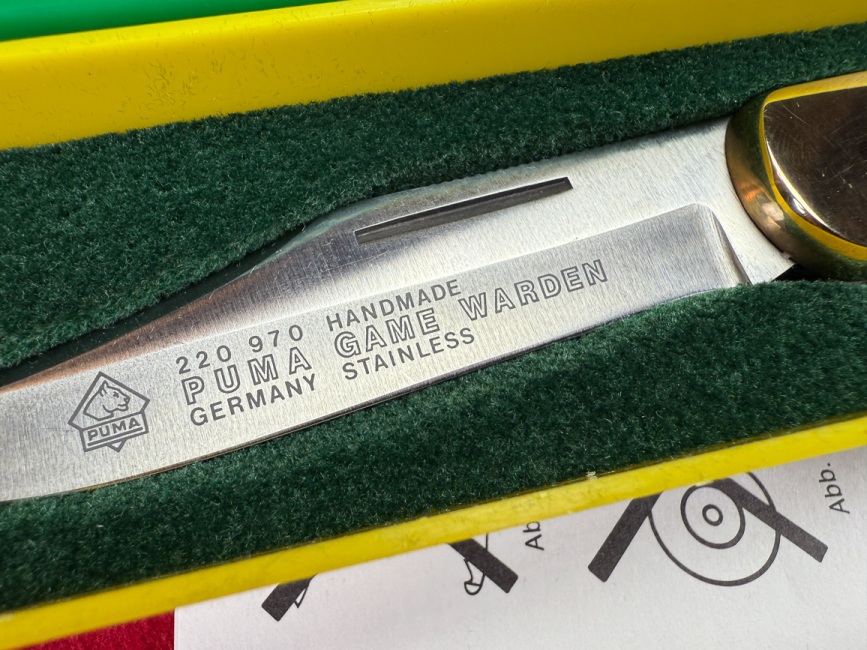 220 970 HANDMADE
PUMA GAME WARDEN
GERMANY STAINLESS
PUMA
Abb.